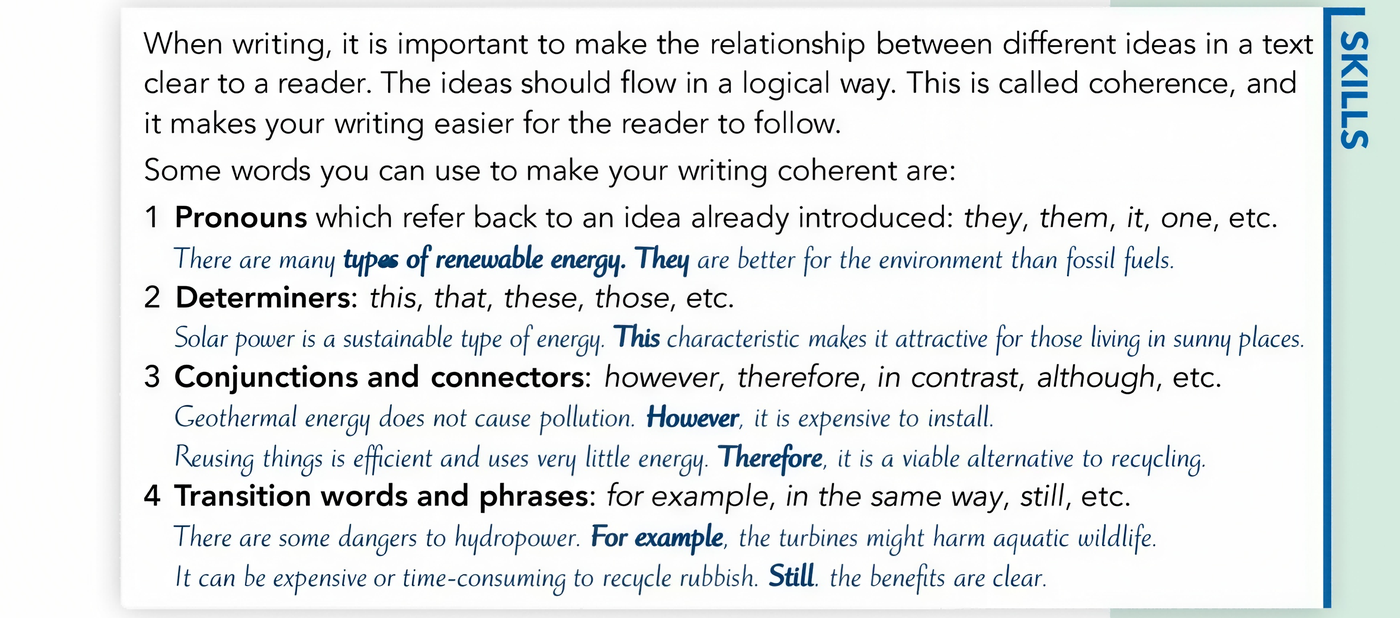 When writing, it is important to make the relationship between different ideas in a text
clear to a reader. The ideas should flow in a logical way. This is called coherence, and
it makes your writing easier for the reader to follow.
Some words you can use to make your writing coherent are:
1 Pronouns which refer back to an idea already introduced: they, them, it, one, etc.
There are many types of renewable energy. They are better for the environment than fossil fuels.
2 Determiners: this, that, these, those, etc.
Solar power is a sustainable type of energy. This characteristic makes it attractive for those living in sunny places.
3 Conjunctions and connectors: however, therefore, in contrast, although, etc.
Geothermal energy does not cause pollution. However, it is expensive to install.
Reusing things is efficient and uses very little energy. Therefore, it is a viable alternative to recycling.
4 Transition words and phrases: for example, in the same way, still, etc.
There are some dangers to hydropower. For example, the turbines might harm aquatic wildlife.
It can be expensive or time-consuming to recycle rubbish. Still. the benefits are clear.
SKILLS